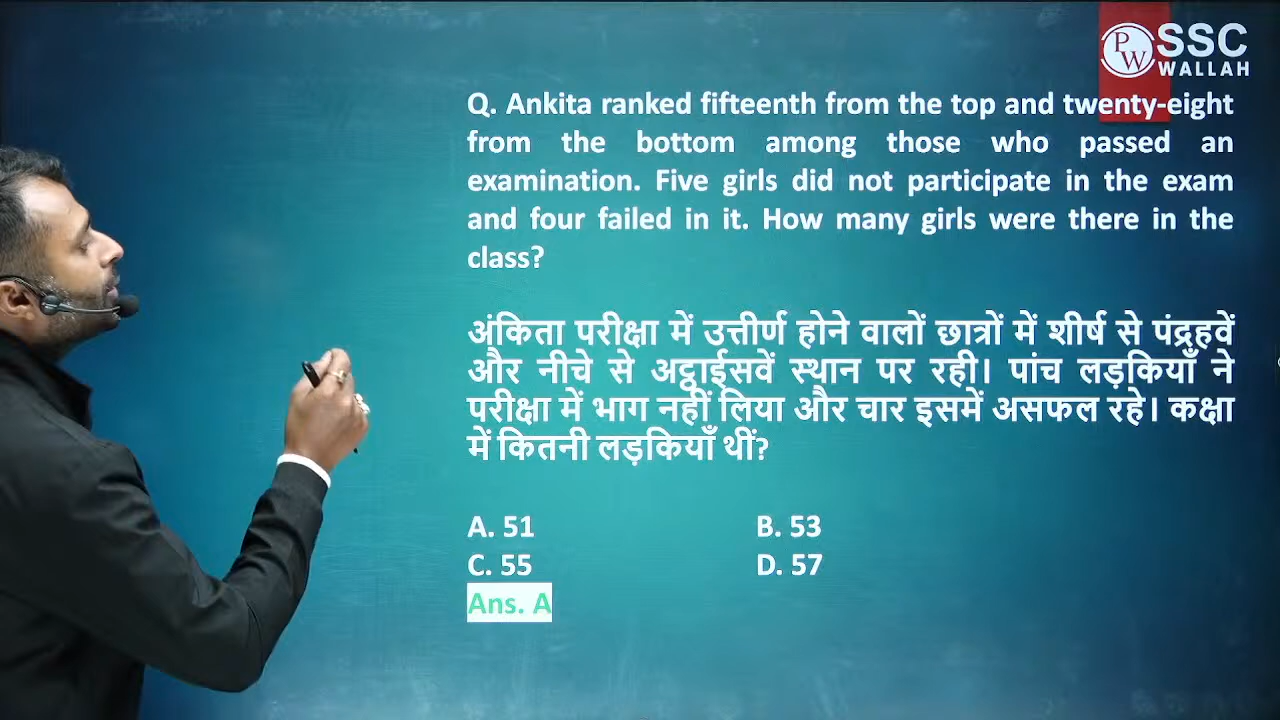 PW SSC
WALLAH
Q. Ankita ranked fifteenth from the top and twenty-eight
from the bottom among those who passed an
examination. Five girls did not participate in the exam
and four failed in it. How many girls were there in the
class?
अंकिता परीक्षा में उत्तीर्ण होने वालों छात्रों में शीर्ष से पंद्रहवें
और नीचे से अट्ठाईसवें स्थान पर रही। पांच लड़कियाँ ने
परीक्षा में भाग नहीं लिया और चार इसमें असफल रहे। कक्षा
में कितनी लड़कियाँ थीं?
A. 51 B. 53
C. 55 D. 57
Ans. A